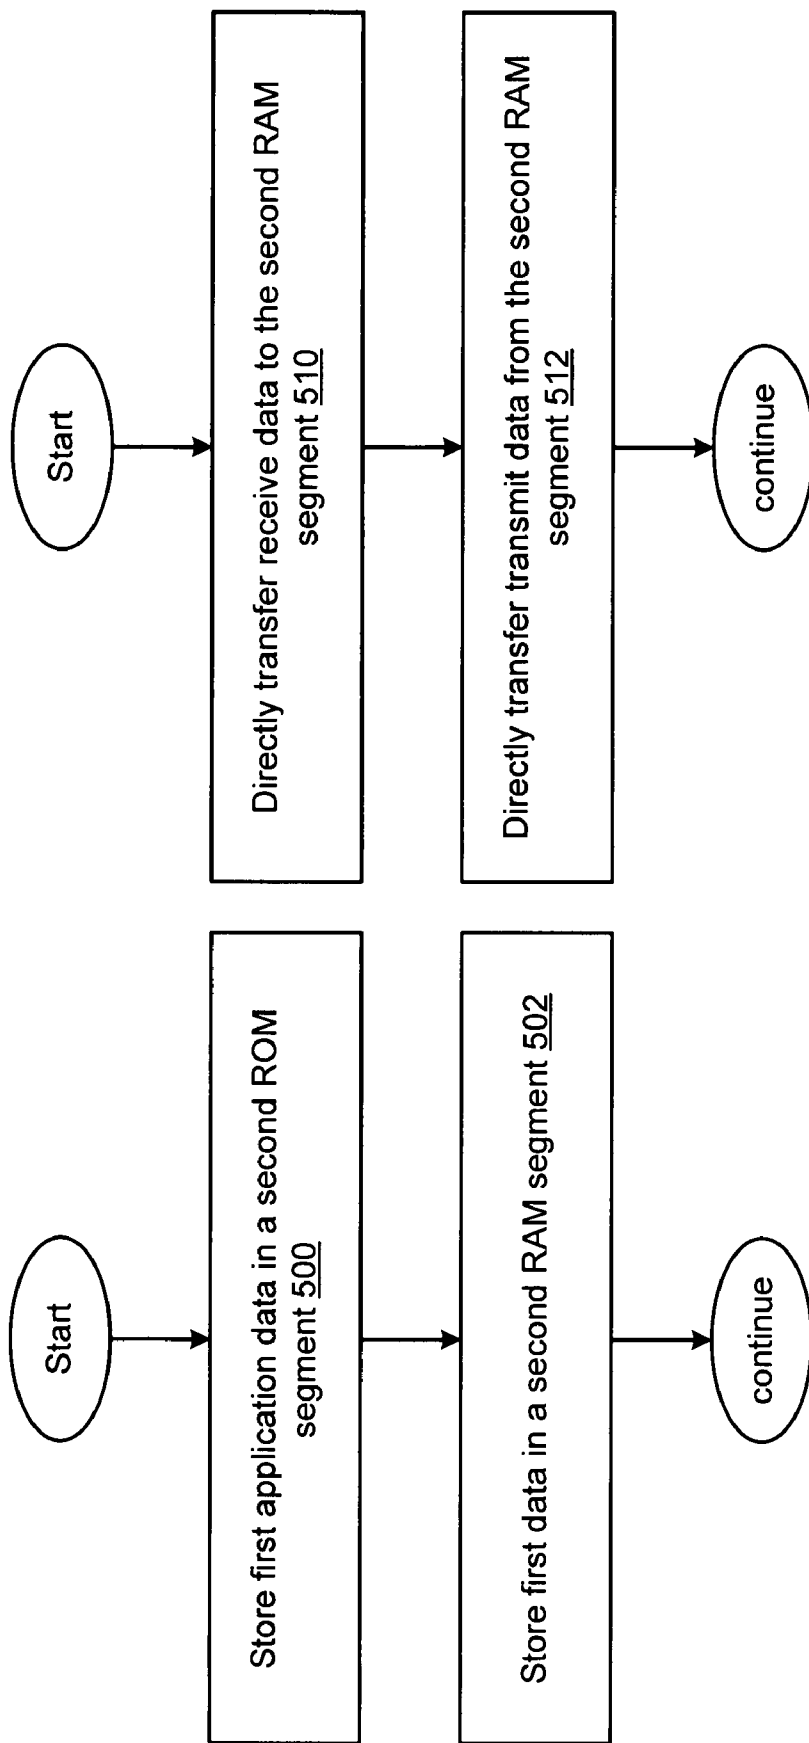 Start
Store first application data in a second ROM
segment 500
Store first data in a second RAM segment 502
continue
Start
Directly transfer receive data to the second RAM
segment 510
Directly transfer transmit data from the second RAM
segment 512
continue